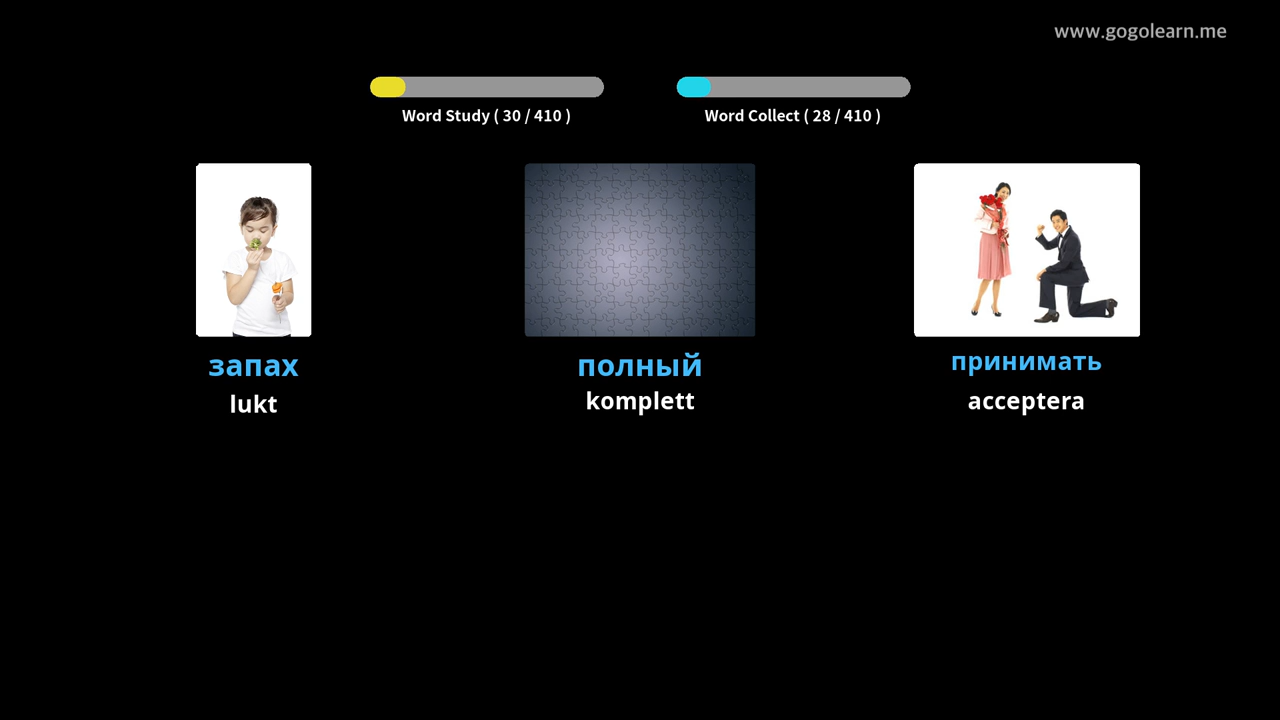 www.gogolearn.me
Word Study ( 30 / 410 )
Word Collect ( 28 / 410 )
запах
lukt
полный
komplett
принимать
acceptera